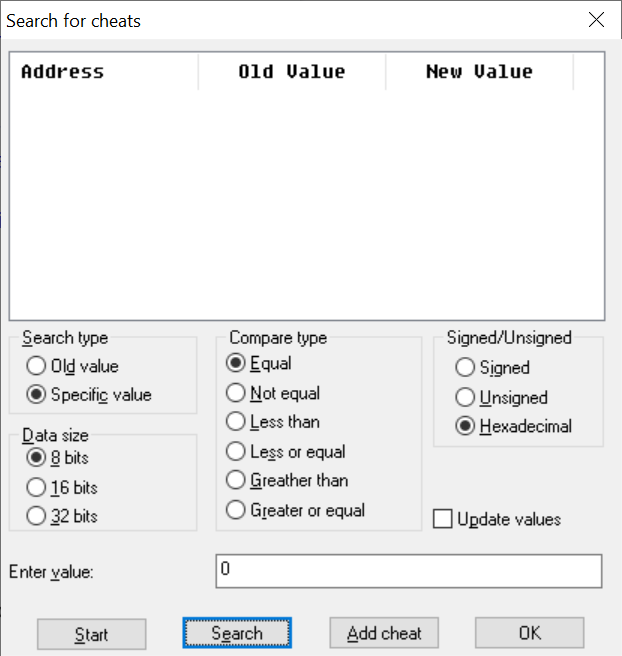 Search for cheats
Address Old Value New Value
Search type
Old value
Specific value
Data size
8 bits
16 bits
32 bits
Compare type
Equal
Not equal
Less than
Less or equal
Greather than
Greater or equal
Signed/Unsigned
Signed
Unsigned
Hexadecimal
Update values
Enter value: 0
Start Search Add cheat OK